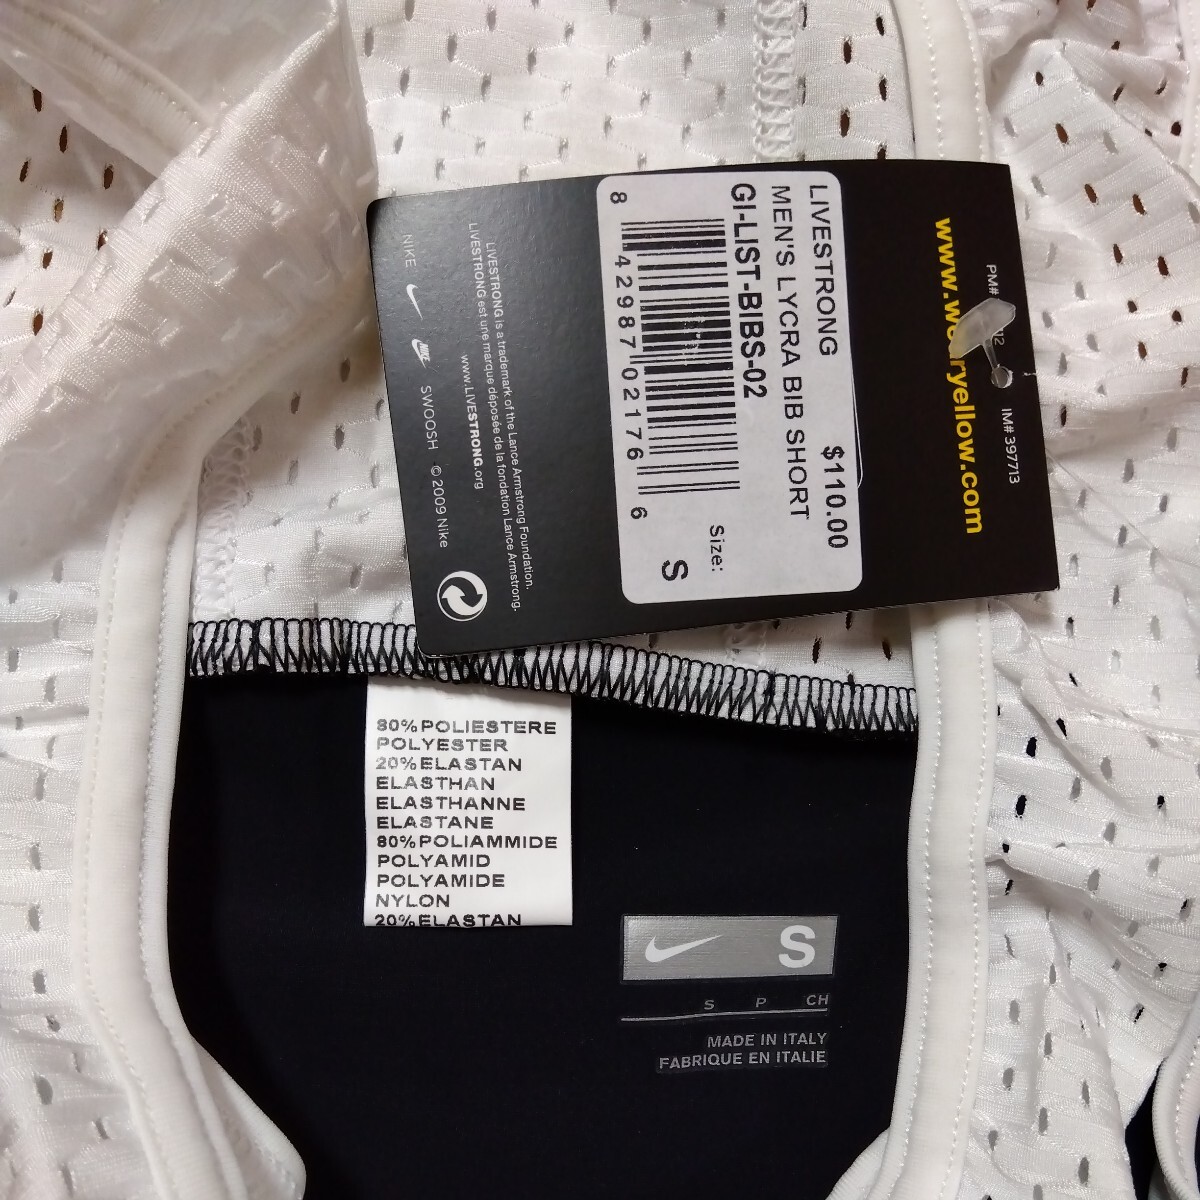 LIVESTRONG
MEN'S LYCRA BIB SHORT
GI-LIST-BIBS-02
$110.00
8 42987 02176 6
Size:
S
PM#
IM# 397713
LIVESTRONG is a trademark of the Lance Armstrong Foundation.
LIVESTRONG est une marque déposée de la fondation Lance Armstrong.
www.LIVESTRONG.org
NIKE
NIKE
SWOOSH
© 2009 Nike
80%POLIESTERE
POLYESTER
20%ELASTAN
ELASTHAN
ELASTHANNE
ELASTANE
80%POLIAMMIDE
POLYAMID
POLYAMIDE
NYLON
20%ELASTAN
S
S P CH
MADE IN ITALY
FABRIQUE EN ITALIE